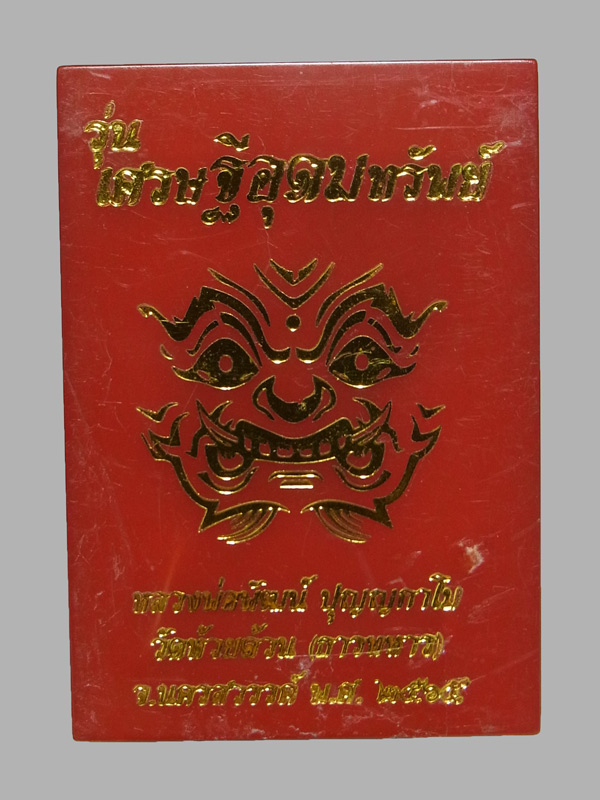 รุ่น
เศรษฐีอุดมทรัพย์
หลวงพ่อพัฒน์ ปุญญกาโม
วัดห้วยด้วน (ธารทหาร)
จ.นครสวรรค์ พ.ศ. ๒๕๖๕